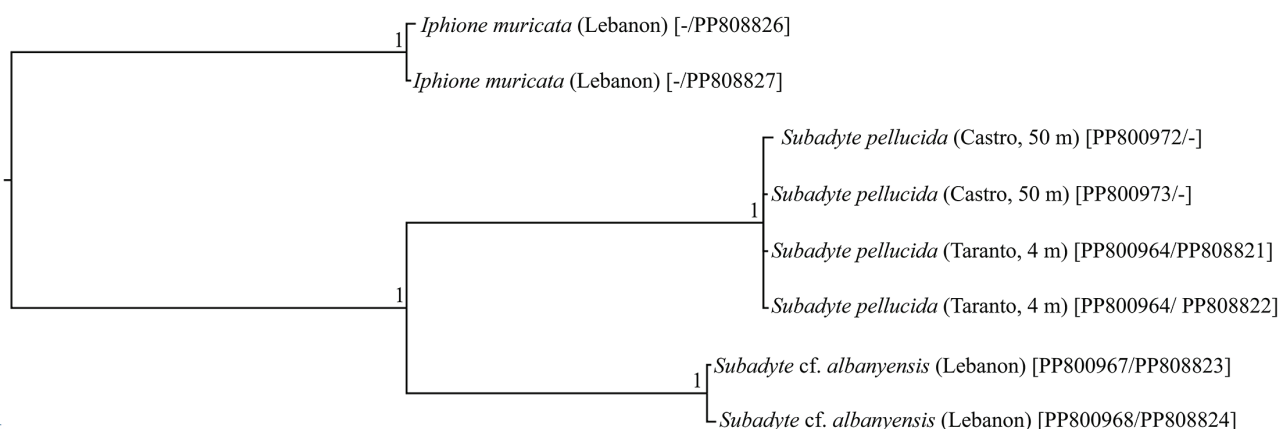 1
Iphione muricata (Lebanon) [-/PP808826]
Iphione muricata (Lebanon) [-/PP808827]
Subadyte pellucida (Castro, 50 m) [PP800972/-]
Subadyte pellucida (Castro, 50 m) [PP800973/-]
1
Subadyte pellucida (Taranto, 4 m) [PP800964/PP808821]
1
Subadyte pellucida (Taranto, 4 m) [PP800964/ PP808822]
Subadyte cf. albanyensis (Lebanon) [PP800967/PP808823]
1
Subadyte cf. albanyensis (Lebanon) [PP800968/PP808824]